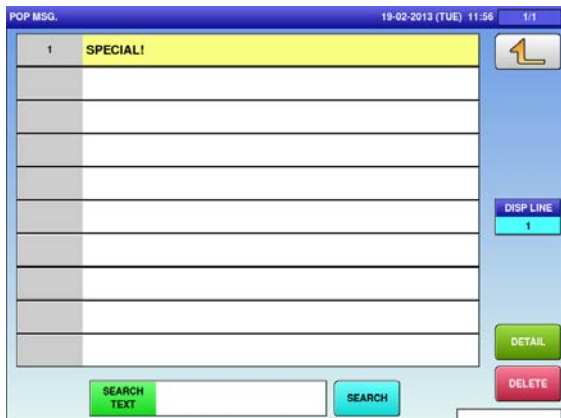 POP MSG. 19-02-2013 (TUE) 11:56 1/1
1 SPECIAL!
DISP LINE
1
DETAIL
SEARCH TEXT
SEARCH
DELETE